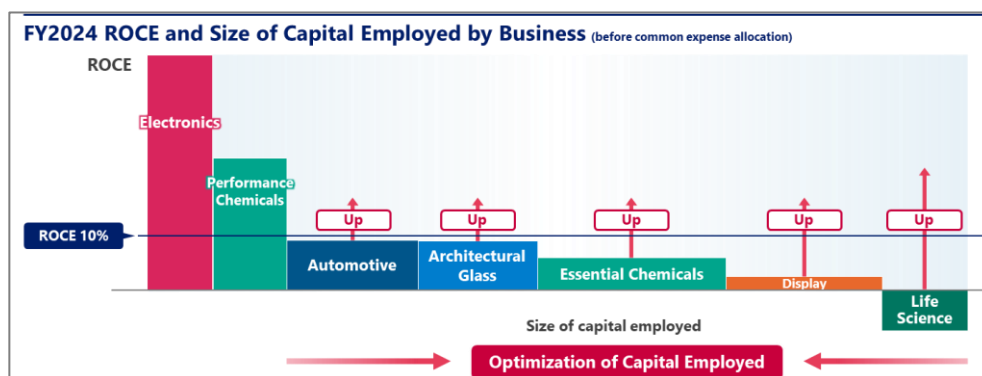 FY2024 ROCE and Size of Capital Employed by Business (before common expense allocation)
ROCE
Electronics
Performance
Chemicals
ROCE 10%
Up
Up
Up
Up
Up
Automotive
Architectural
Glass
Essential Chemicals
Display
Life
Science
Size of capital employed
Optimization of Capital Employed